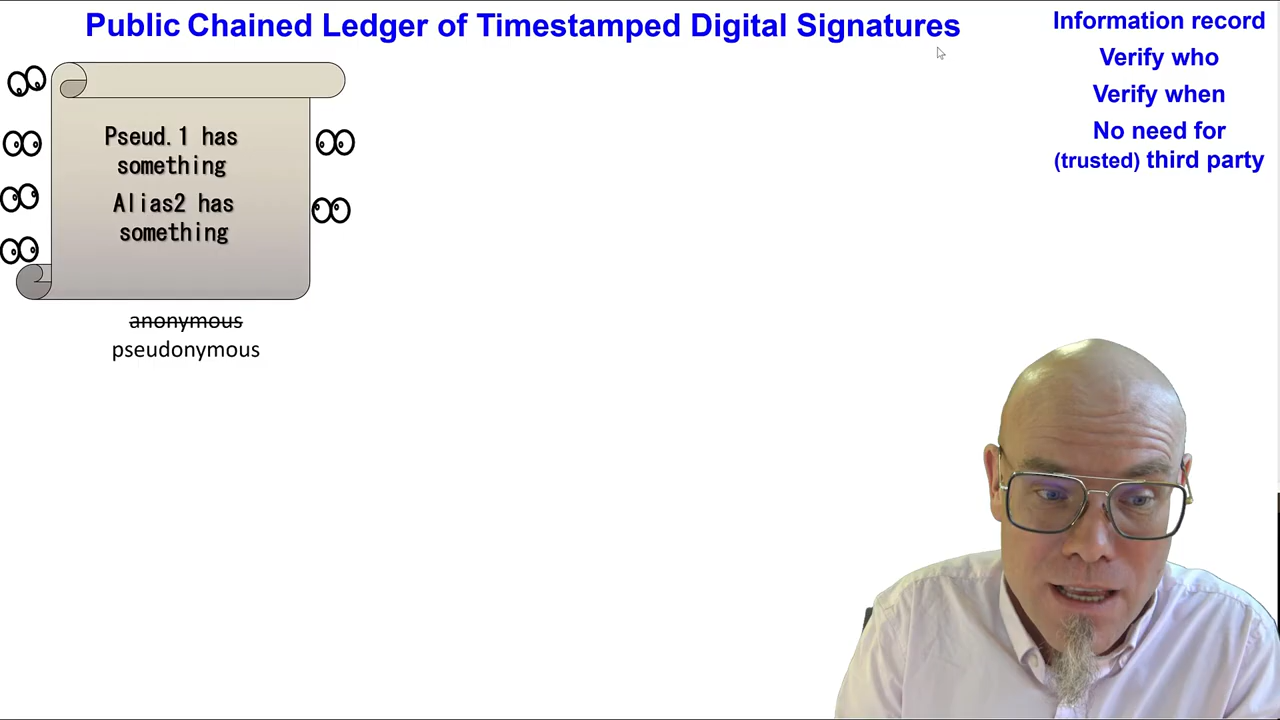 Public Chained Ledger of Timestamped Digital Signatures
Information record
Verify who
Verify when
No need for
(trusted) third party
Pseud.1 has
something
Alias2 has
something
anonymous
pseudonymous